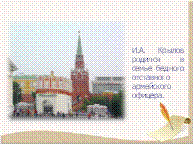 И.А. Крылов
родился в
семье бедного
отставного
армейского
офицера.